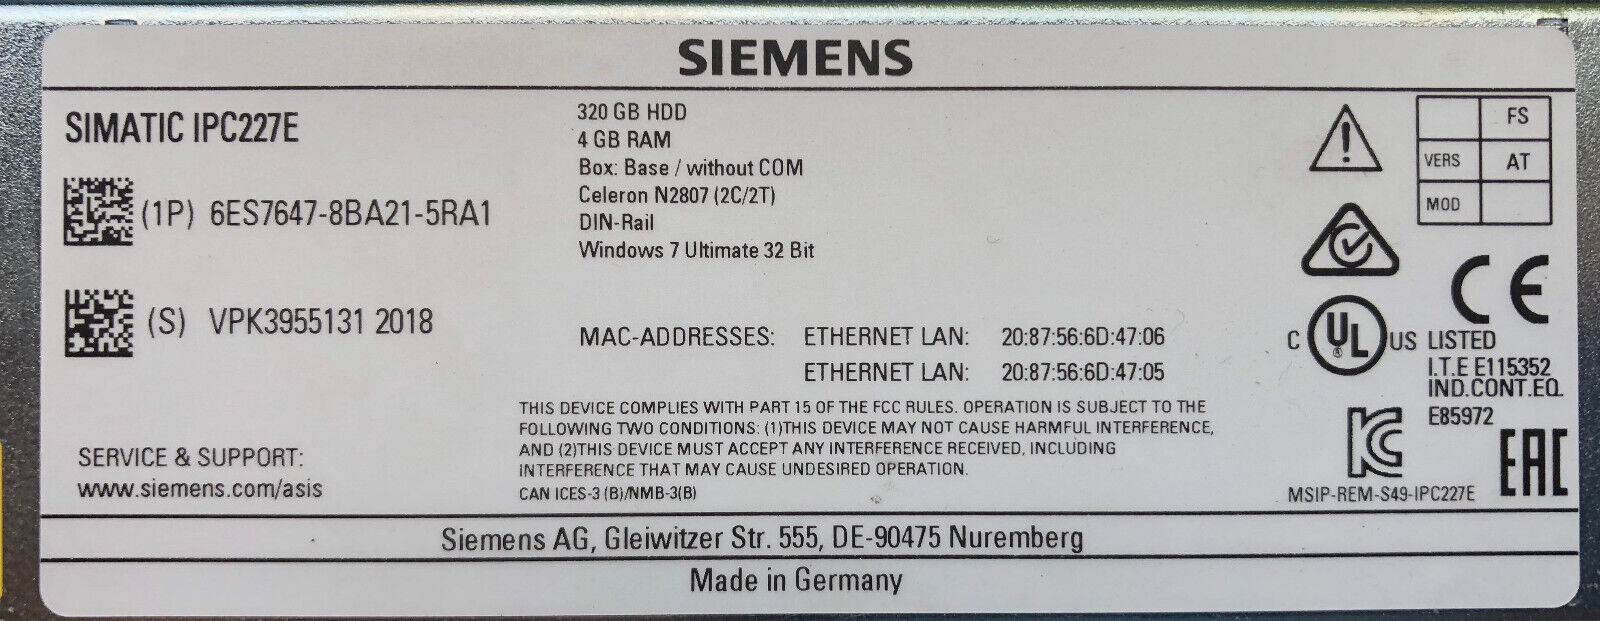 SIEMENS
SIMATIC IPC227E
(1P) 6ES7647-8BA21-5RA1
(S) VPK3955131 2018
SERVICE & SUPPORT:
www.siemens.com/asis
320 GB HDD
4 GB RAM
Box: Base / without COM
Celeron N2807 (2C/2T)
DIN-Rail
Windows 7 Ultimate 32 Bit
MAC-ADDRESSES: ETHERNET LAN: 20:87:56:6D:47:06
ETHERNET LAN: 20:87:56:6D:47:05
THIS DEVICE COMPLIES WITH PART 15 OF THE FCC RULES. OPERATION IS SUBJECT TO THE
FOLLOWING TWO CONDITIONS: (1)THIS DEVICE MAY NOT CAUSE HARMFUL INTERFERENCE,
AND (2)THIS DEVICE MUST ACCEPT ANY INTERFERENCE RECEIVED, INCLUDING
INTERFERENCE THAT MAY CAUSE UNDESIRED OPERATION.
CAN ICES-3 (B)/NMB-3(B)
FS
VERS AT
MOD
CE
C UL ® US LISTED
I.T.E E115352
IND.CONT.EQ.
E85972
KC
EAC
MSIP-REM-S49-IPC227E
Siemens AG, Gleiwitzer Str. 555, DE-90475 Nuremberg
Made in Germany